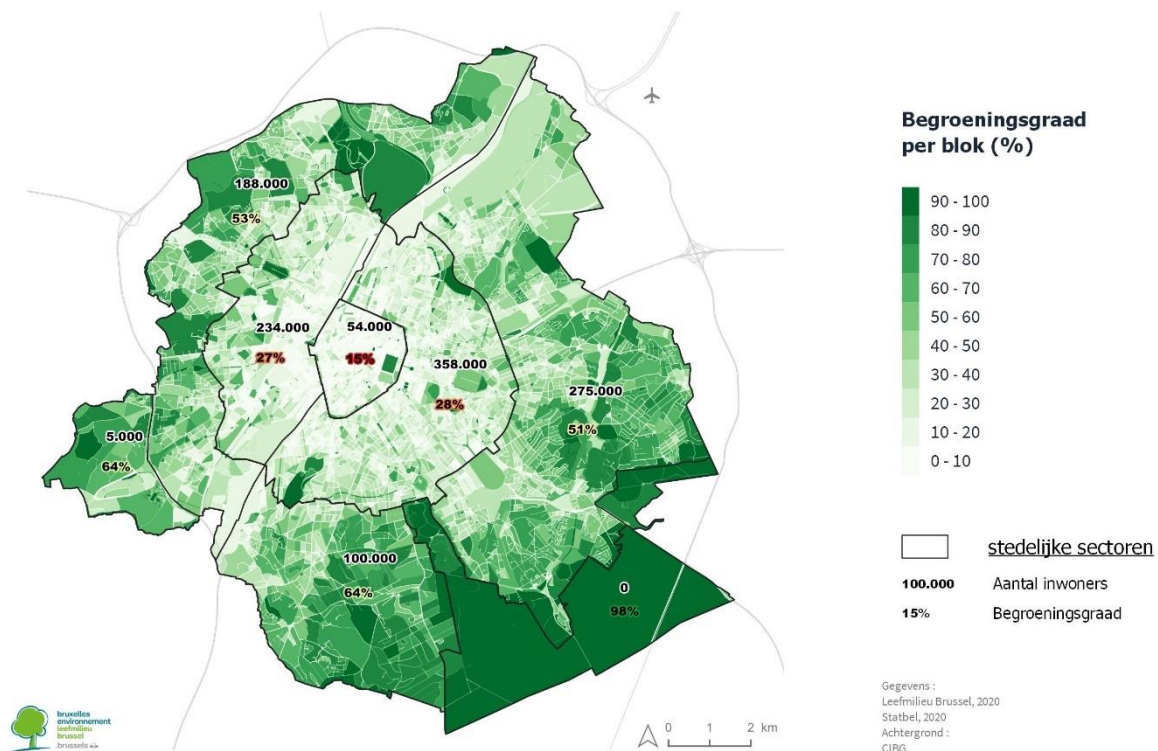 188.000
53%
234.000
27%
54.000
15%
358.000
28%
275.000
51%
5.000
64%
100.000
64%
0
98%
Begroeningsgraad
per blok (%)
90 - 100
80 - 90
70 - 80
60 - 70
50 - 60
40 - 50
30 - 40
20 - 30
10 - 20
0 - 10
stedelijke sectoren
100.000 Aantal inwoners
15% Begroeningsgraad
Gegevens :
Leefmilieu Brussel, 2020
Statbel, 2020
Achtergrond :
CIBG
0 1 2 km
bruxelles
environnement
leefmilieu
brussel
.brussels